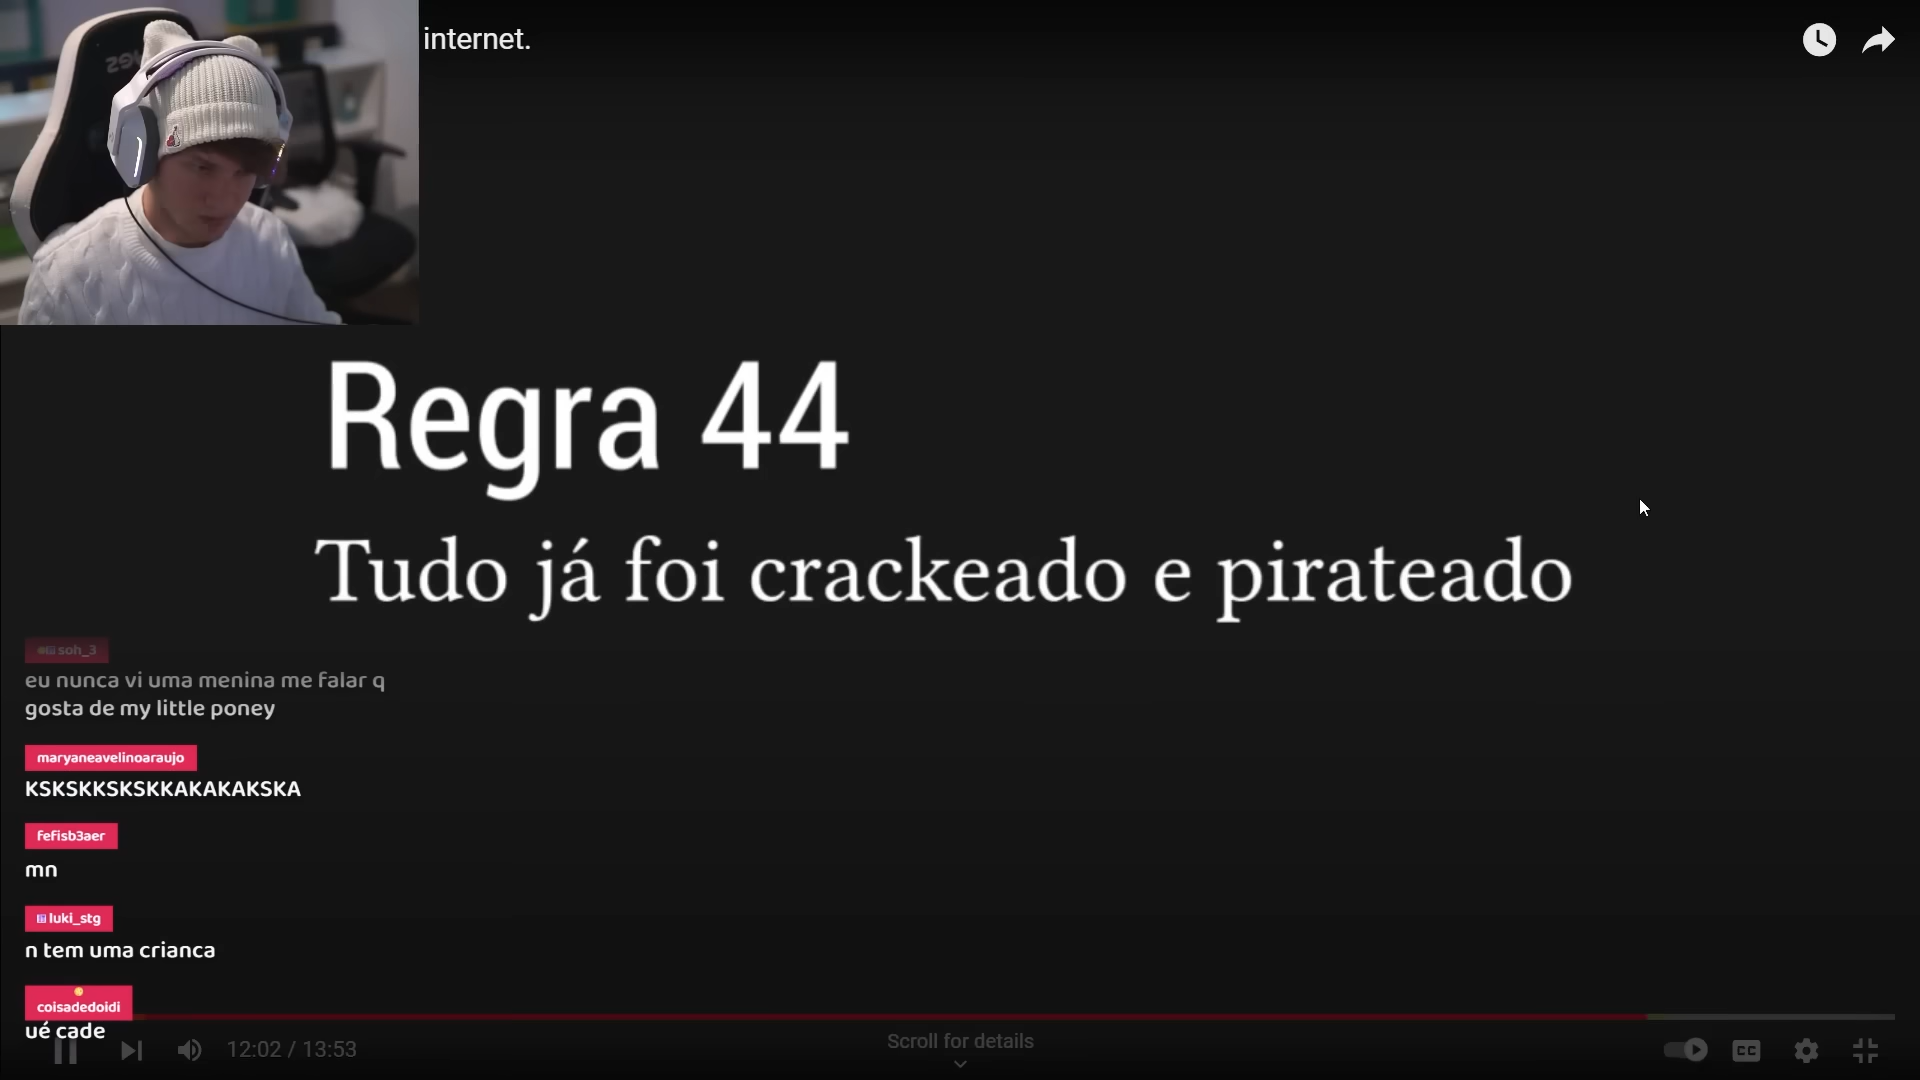 internet.
Regra 44
Tudo já foi crackeado e pirateado
soh_3
eu nunca vi uma menina me falar q
gosta de my little poney
maryaneavelinoaraujo
KSKSKKSKSKKAKAKAKSKA
fefisb3aer
mn
luki_stg
n tem uma crianca
coisadedoidi
ué cade
12:02 / 13:53
Scroll for details
CC